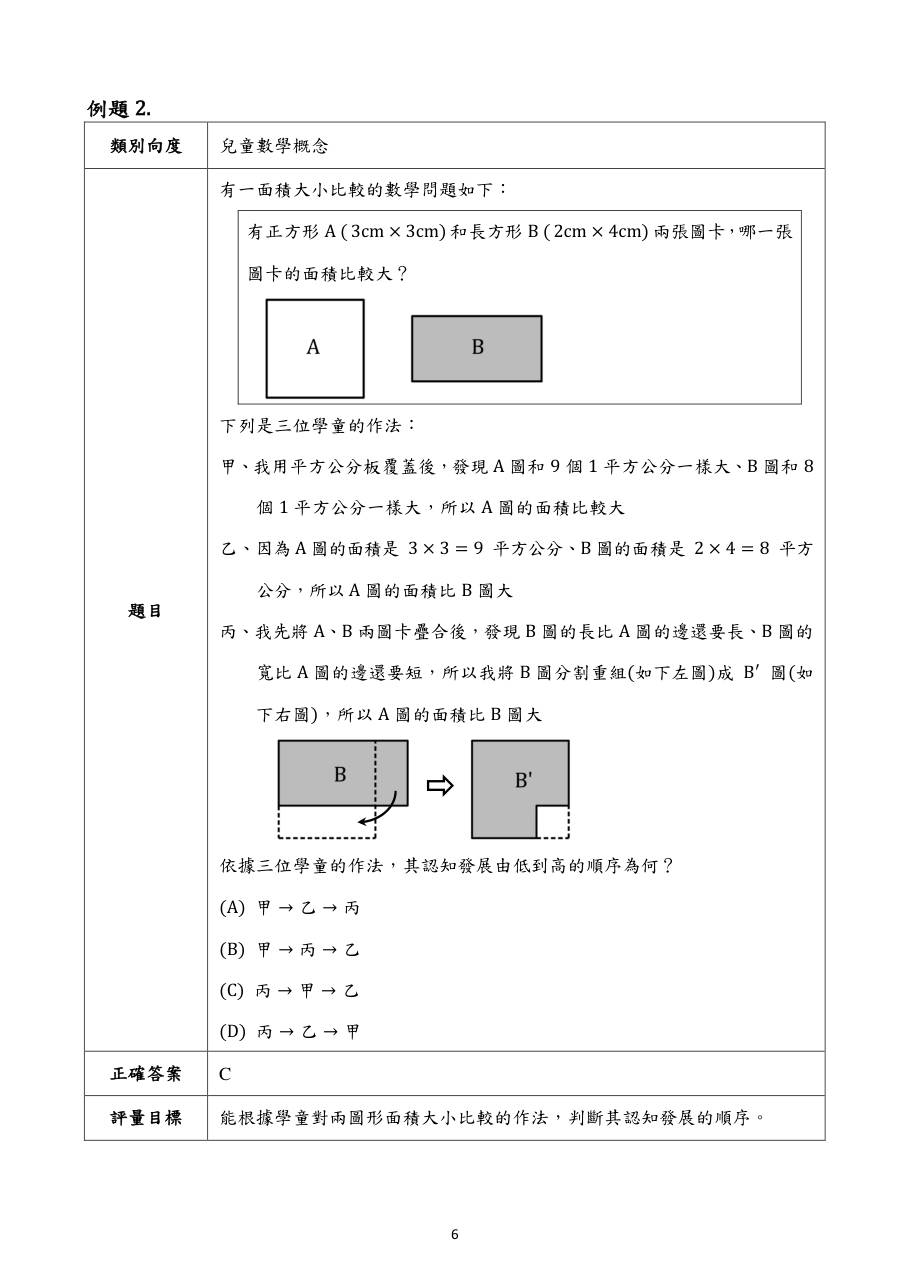 例題 2.
類別向度
兒童數學概念
題目
有一面積大小比較的數學問題如下：
有正方形 A ( 3cm × 3cm) 和長方形 B ( 2cm × 4cm) 兩張圖卡，哪一張
圖卡的面積比較大？
A
B
下列是三位學童的作法：
甲、我用平方公分板覆蓋後，發現 A 圖和 9 個 1 平方公分一樣大、B 圖和 8
個 1 平方公分一樣大，所以 A 圖的面積比較大
乙、因為 A 圖的面積是 3 × 3 = 9 平方公分、B 圖的面積是 2 × 4 = 8 平方
公分，所以 A 圖的面積比 B 圖大
丙、我先將 A、B 兩圖卡疊合後，發現 B 圖的長比 A 圖的邊還要長、B 圖的
寬比 A 圖的邊還要短，所以我將 B 圖分割重組(如下左圖)成 B′ 圖(如
下右圖)，所以 A 圖的面積比 B 圖大
B
B'
依據三位學童的作法，其認知發展由低到高的順序為何？
(A) 甲 → 乙 → 丙
(B) 甲 → 丙 → 乙
(C) 丙 → 甲 → 乙
(D) 丙 → 乙 → 甲
正確答案
C
評量目標
能根據學童對兩圖形面積大小比較的作法，判斷其認知發展的順序。
6